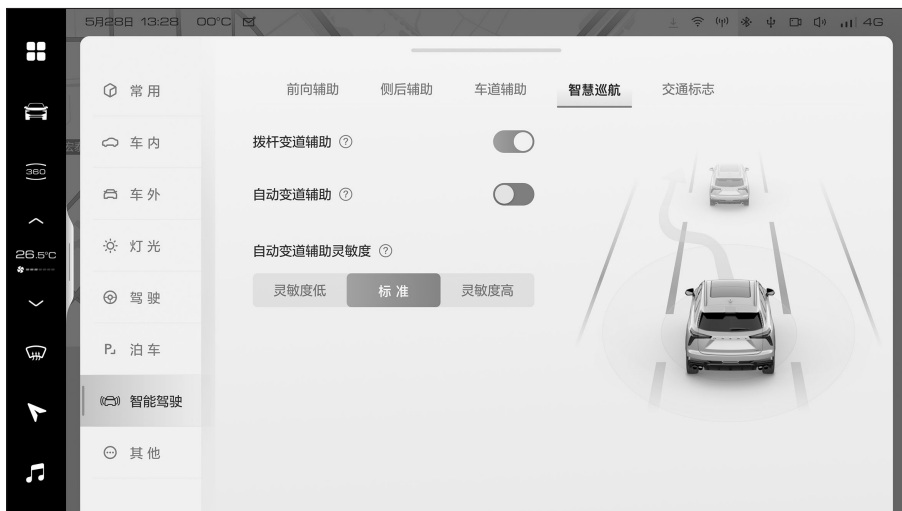 5月28日 13:28 00°C 4G
前向辅助 侧后辅助 车道辅助 智慧巡航 交通标志
常用
车内
车外
灯光
驾驶
泊车
智能驾驶
其他
360
26.5°C
拨杆变道辅助
自动变道辅助
自动变道辅助灵敏度
灵敏度低 标准 灵敏度高